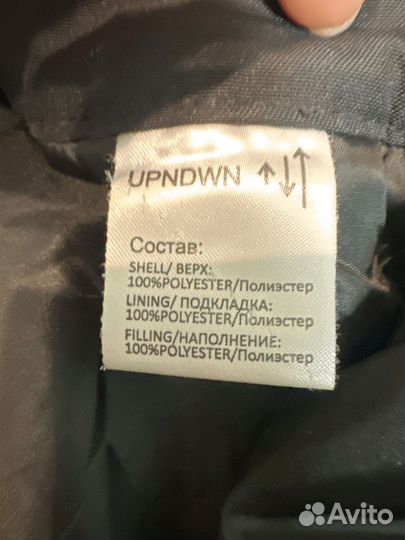 UPNDWN
Состав:
SHELL/ ВЕРХ:
100%POLYESTER/Полиэстер
LINING/ ПОДКЛАДКА:
100%POLYESTER/Полиэстер
FILLING/НАПОЛНЕНИЕ:
100%POLYESTER/Полиэстер
Avito